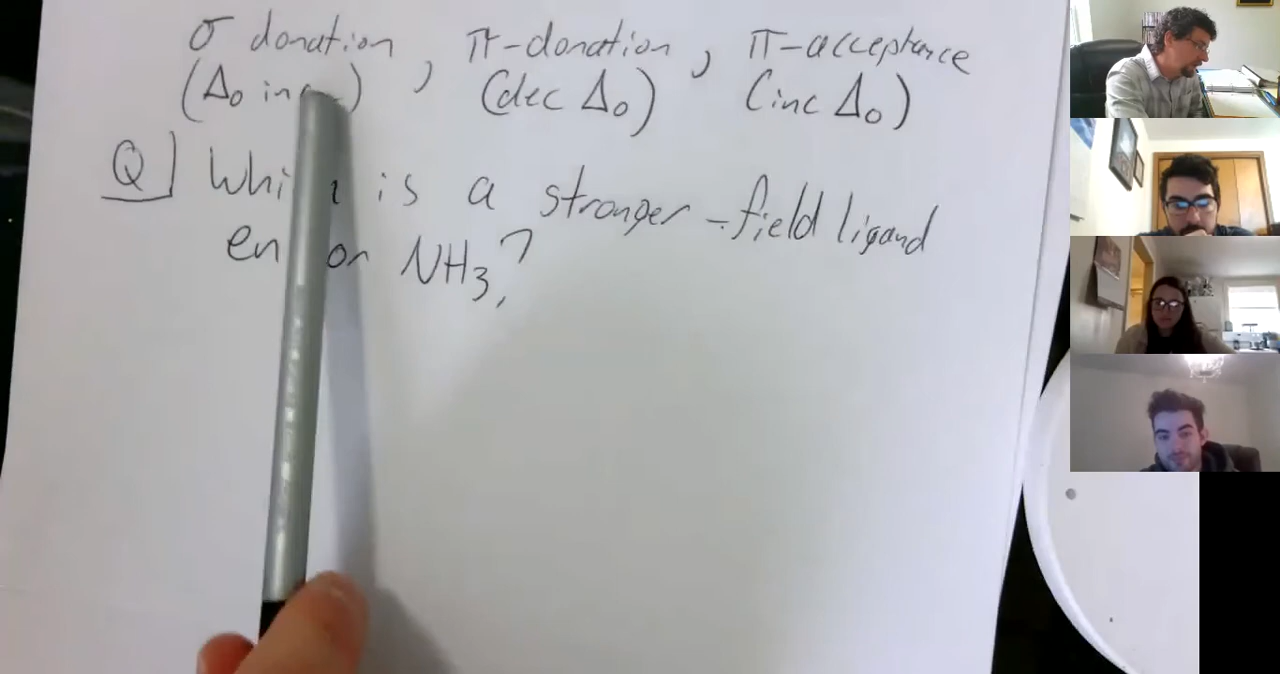 σ donation, π-donation, π-acceptance
(Δo in) (dec Δo) (inc Δo)
Q] is a stronger-field ligand
en or NH3?